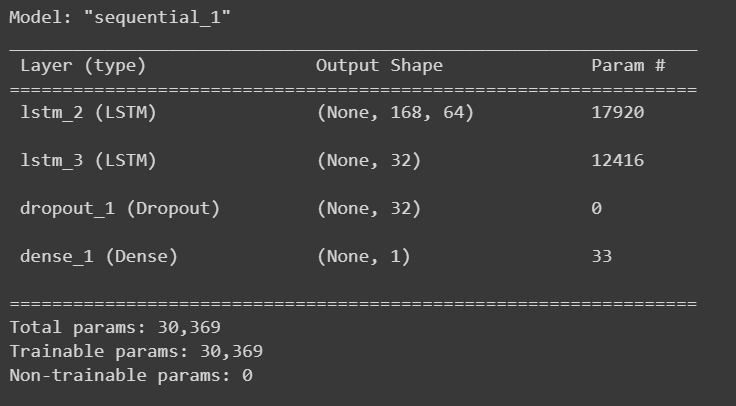 Model: "sequential_1"
_________________________________________________________________
Layer (type) Output Shape Param #
=================================================================
lstm_2 (LSTM) (None, 168, 64) 17920
lstm_3 (LSTM) (None, 32) 12416
dropout_1 (Dropout) (None, 32) 0
dense_1 (Dense) (None, 1) 33
=================================================================
Total params: 30,369
Trainable params: 30,369
Non-trainable params: 0